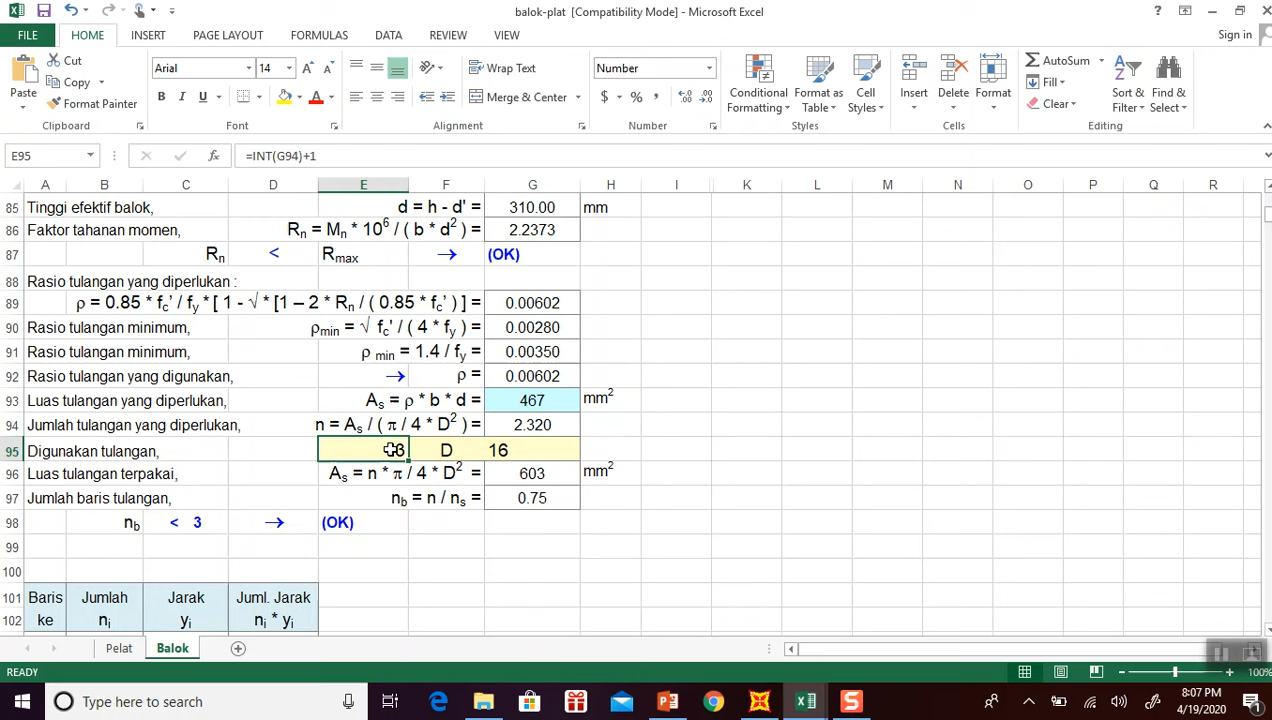 balok-plat [Compatibility Mode] - Microsoft Excel
?
FILE HOME INSERT PAGE LAYOUT FORMULAS DATA REVIEW VIEW Sign in
Cut
Copy
Format Painter
Paste
Clipboard
Arial 14
B I U
Font
Wrap Text
Merge & Center
Alignment
Number
$ % ,
Number
Conditional Formatting
Format as Table
Cell Styles
Styles
Insert Delete Format
Cells
AutoSum
Fill
Clear
Sort & Filter
Find & Select
Editing
E95 fx =INT(G94)+1
A B C D E F G H I J K L M N O P Q R
85 Tinggi efektif balok, d = h - d' = 310.00 mm
86 Faktor tahanan momen, Rn = Mn * 10^6 / ( b * d^2 ) = 2.2373
87 Rn < Rmax → (OK)
88 Rasio tulangan yang diperlukan :
89 ρ = 0.85 * fc' / fy * [ 1 - √ * [1 – 2 * Rn / ( 0.85 * fc' ) ] = 0.00602
90 Rasio tulangan minimum, ρmin = √ fc' / ( 4 * fy ) = 0.00280
91 Rasio tulangan minimum, ρ min = 1.4 / fy = 0.00350
92 Rasio tulangan yang digunakan, → ρ = 0.00602
93 Luas tulangan yang diperlukan, As = ρ * b * d = 467 mm2
94 Jumlah tulangan yang diperlukan, n = As / ( π / 4 * D2 ) = 2.320
95 Digunakan tulangan, 3 D 16
96 Luas tulangan terpakai, As = n * π / 4 * D2 = 603 mm2
97 Jumlah baris tulangan, nb = n / ns = 0.75
98 nb < 3 → (OK)
99
100
101 Baris Jumlah Jarak Juml. Jarak
102 ke ni yi ni * yi
Pelat Balok
READY 100%
Type here to search
8:07 PM
4/19/2020